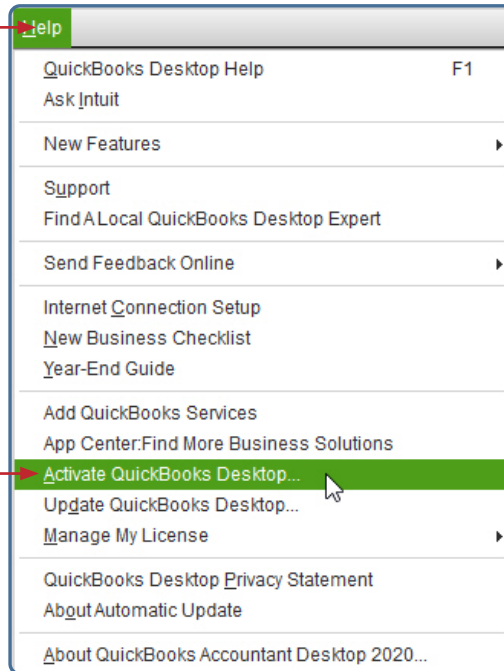 Help
QuickBooks Desktop Help F1
Ask Intuit
New Features
Support
Find A Local QuickBooks Desktop Expert
Send Feedback Online
Internet Connection Setup
New Business Checklist
Year-End Guide
Add QuickBooks Services
App Center:Find More Business Solutions
Activate QuickBooks Desktop...
Update QuickBooks Desktop...
Manage My License
QuickBooks Desktop Privacy Statement
About Automatic Update
About QuickBooks Accountant Desktop 2020...